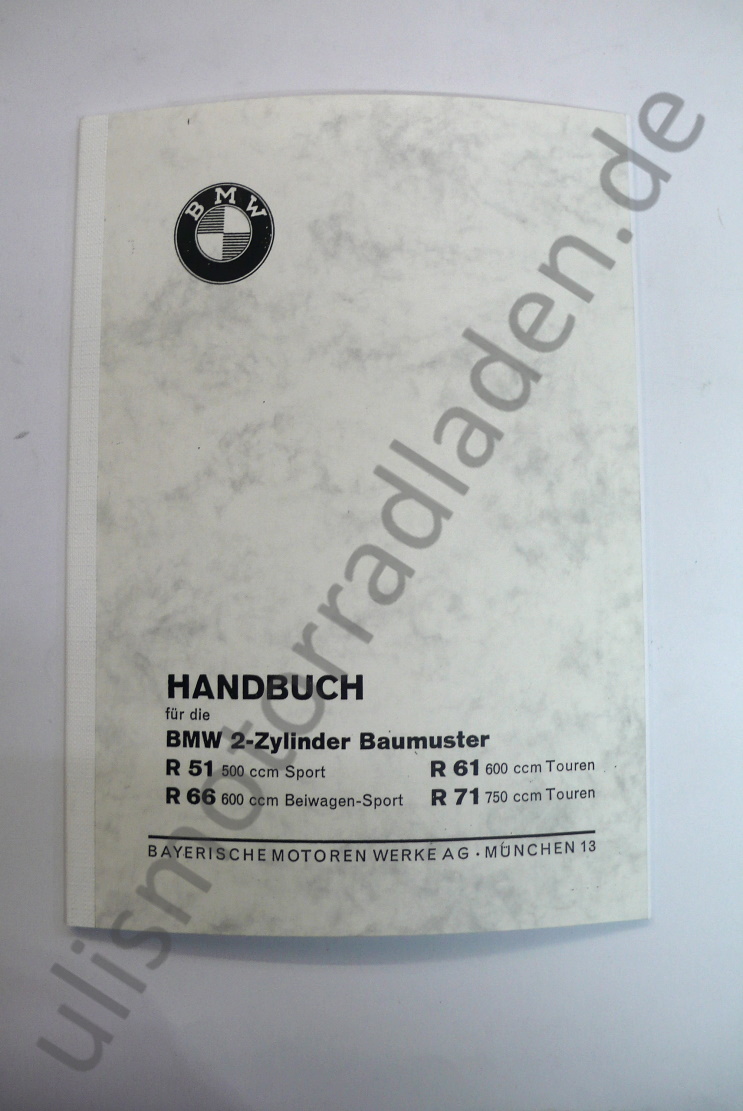 BMW
HANDBUCH
für die
BMW 2-Zylinder Baumuster
R 51 500 ccm Sport R 61 600 ccm Touren
R 66 600 ccm Beiwagen-Sport R 71 750 ccm Touren
BAYERISCHE MOTOREN WERKE AG · MÜNCHEN 13
ulismotorradladen.de